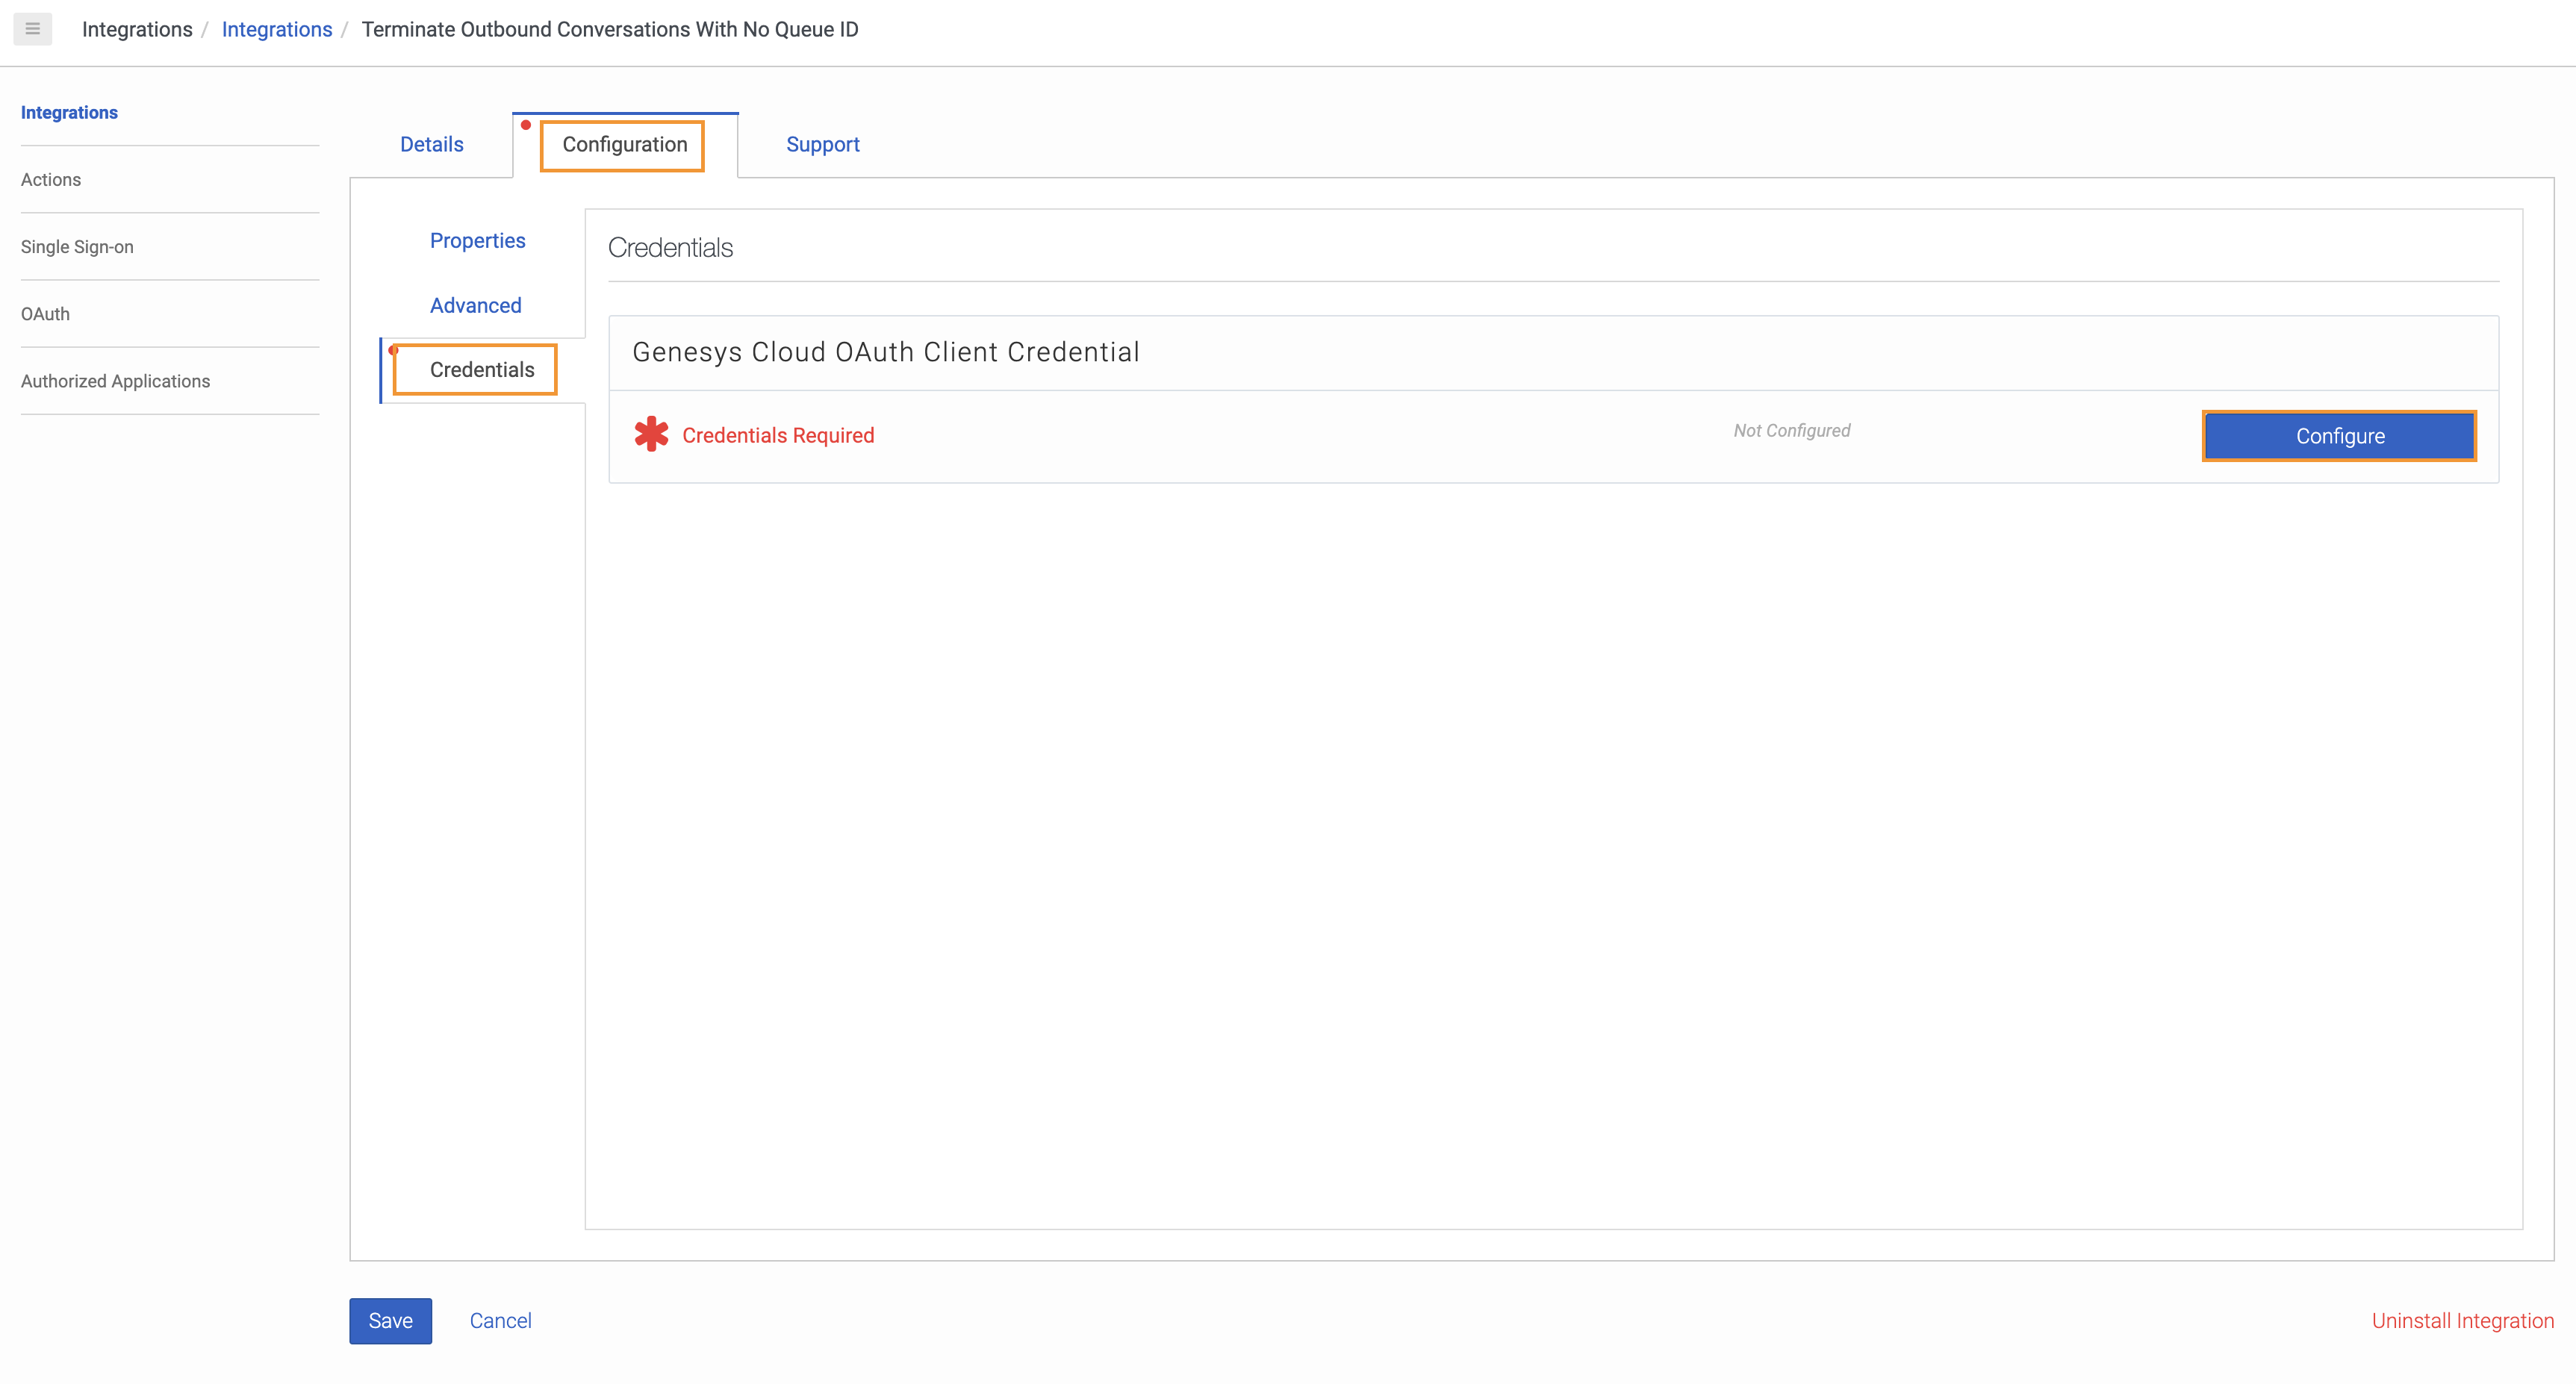 Integrations / Integrations / Terminate Outbound Conversations With No Queue ID
Integrations
Actions
Single Sign-on
OAuth
Authorized Applications
Details
Configuration
Support
Properties
Advanced
Credentials
Credentials
Genesys Cloud OAuth Client Credential
Credentials Required
Not Configured
Configure
Save
Cancel
Uninstall Integration